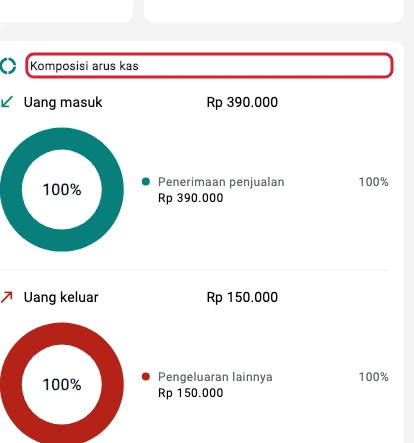 Komposisi arus kas
Uang masuk Rp 390.000
100%
Penerimaan penjualan 100%
Rp 390.000
Uang keluar Rp 150.000
100%
Pengeluaran lainnya 100%
Rp 150.000